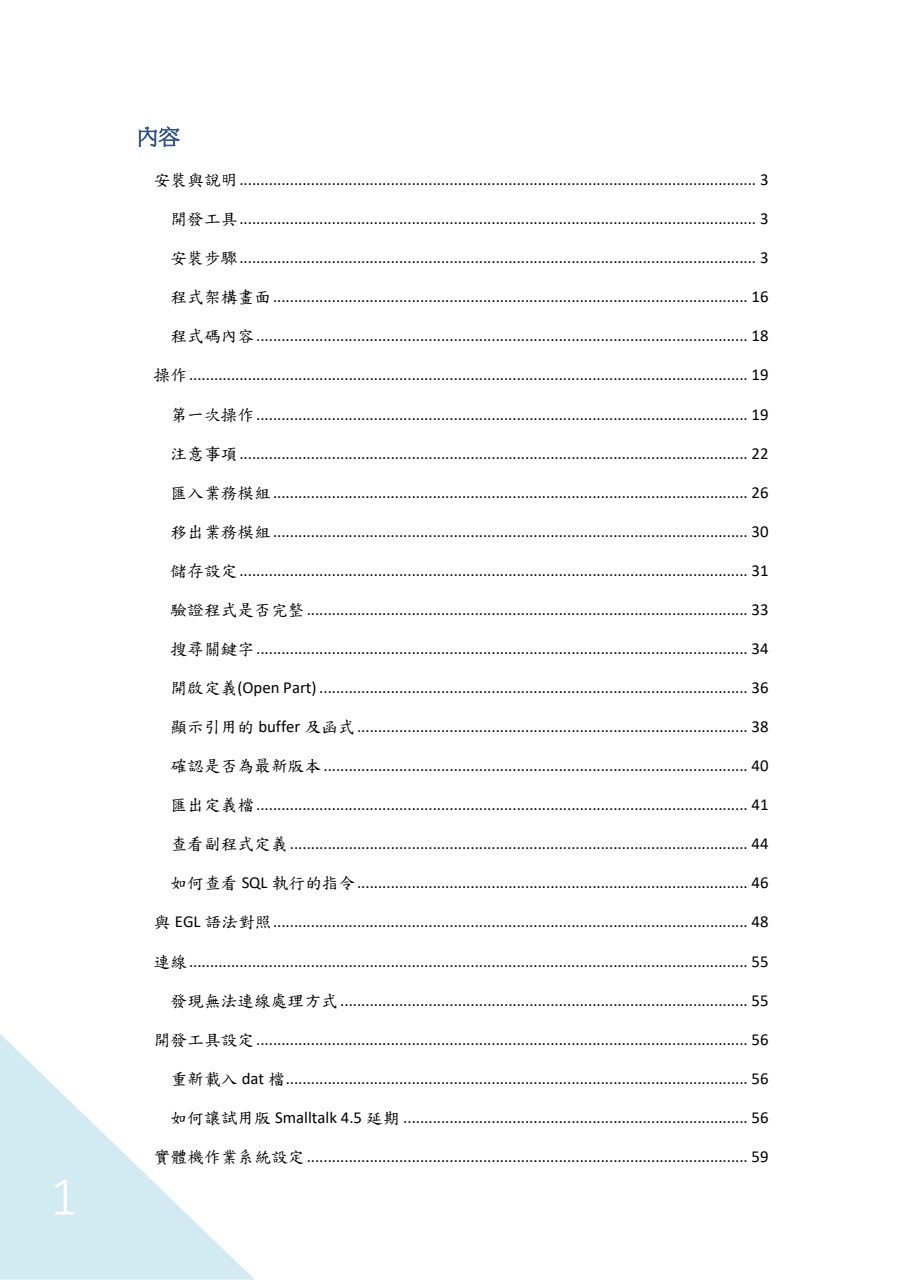 內容
安裝與說明 ........................................................................................................................... 3
開發工具 ........................................................................................................................... 3
安裝步驟 ........................................................................................................................... 3
程式架構畫面 ................................................................................................................. 16
程式碼內容 ..................................................................................................................... 18
操作 ..................................................................................................................................... 19
第一次操作 ..................................................................................................................... 19
注意事項 ......................................................................................................................... 22
匯入業務模組 ................................................................................................................. 26
移出業務模組 ................................................................................................................. 30
儲存設定 ......................................................................................................................... 31
驗證程式是否完整 ......................................................................................................... 33
搜尋關鍵字 ..................................................................................................................... 34
開啟定義(Open Part) ...................................................................................................... 36
顯示引用的 buffer 及函式 ............................................................................................. 38
確認是否為最新版本 ..................................................................................................... 40
匯出定義檔 ..................................................................................................................... 41
查看副程式定義 ............................................................................................................. 44
如何查看 SQL 執行的指令 ............................................................................................. 46
與 EGL 語法對照 ................................................................................................................. 48
連線 ..................................................................................................................................... 55
發現無法連線處理方式 ................................................................................................. 55
開發工具設定 ..................................................................................................................... 56
重新載入 dat 檔 .............................................................................................................. 56
如何讓試用版 Smalltalk 4.5 延期 .................................................................................. 56
實體機作業系統設定 ......................................................................................................... 59
1